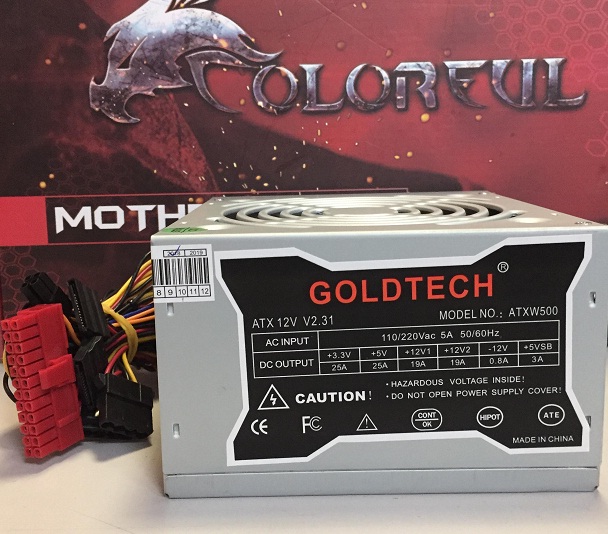 COLORFUL
MOTHE
2019
8 9 10 11 12
GOLDTECH ®
ATX 12V V2.31 MODEL NO.: ATXW500
AC INPUT 110/220Vac 5A 50/60Hz
DC OUTPUT +3.3V +5V +12V1 +12V2 -12V +5VSB
25A 25A 19A 19A 0.8A 3A
CAUTION!
· HAZARDOUS VOLTAGE INSIDE!
· DO NOT OPEN POWER SUPPLY COVER!
CE FC CONT OK HIPOT ATE
MADE IN CHINA